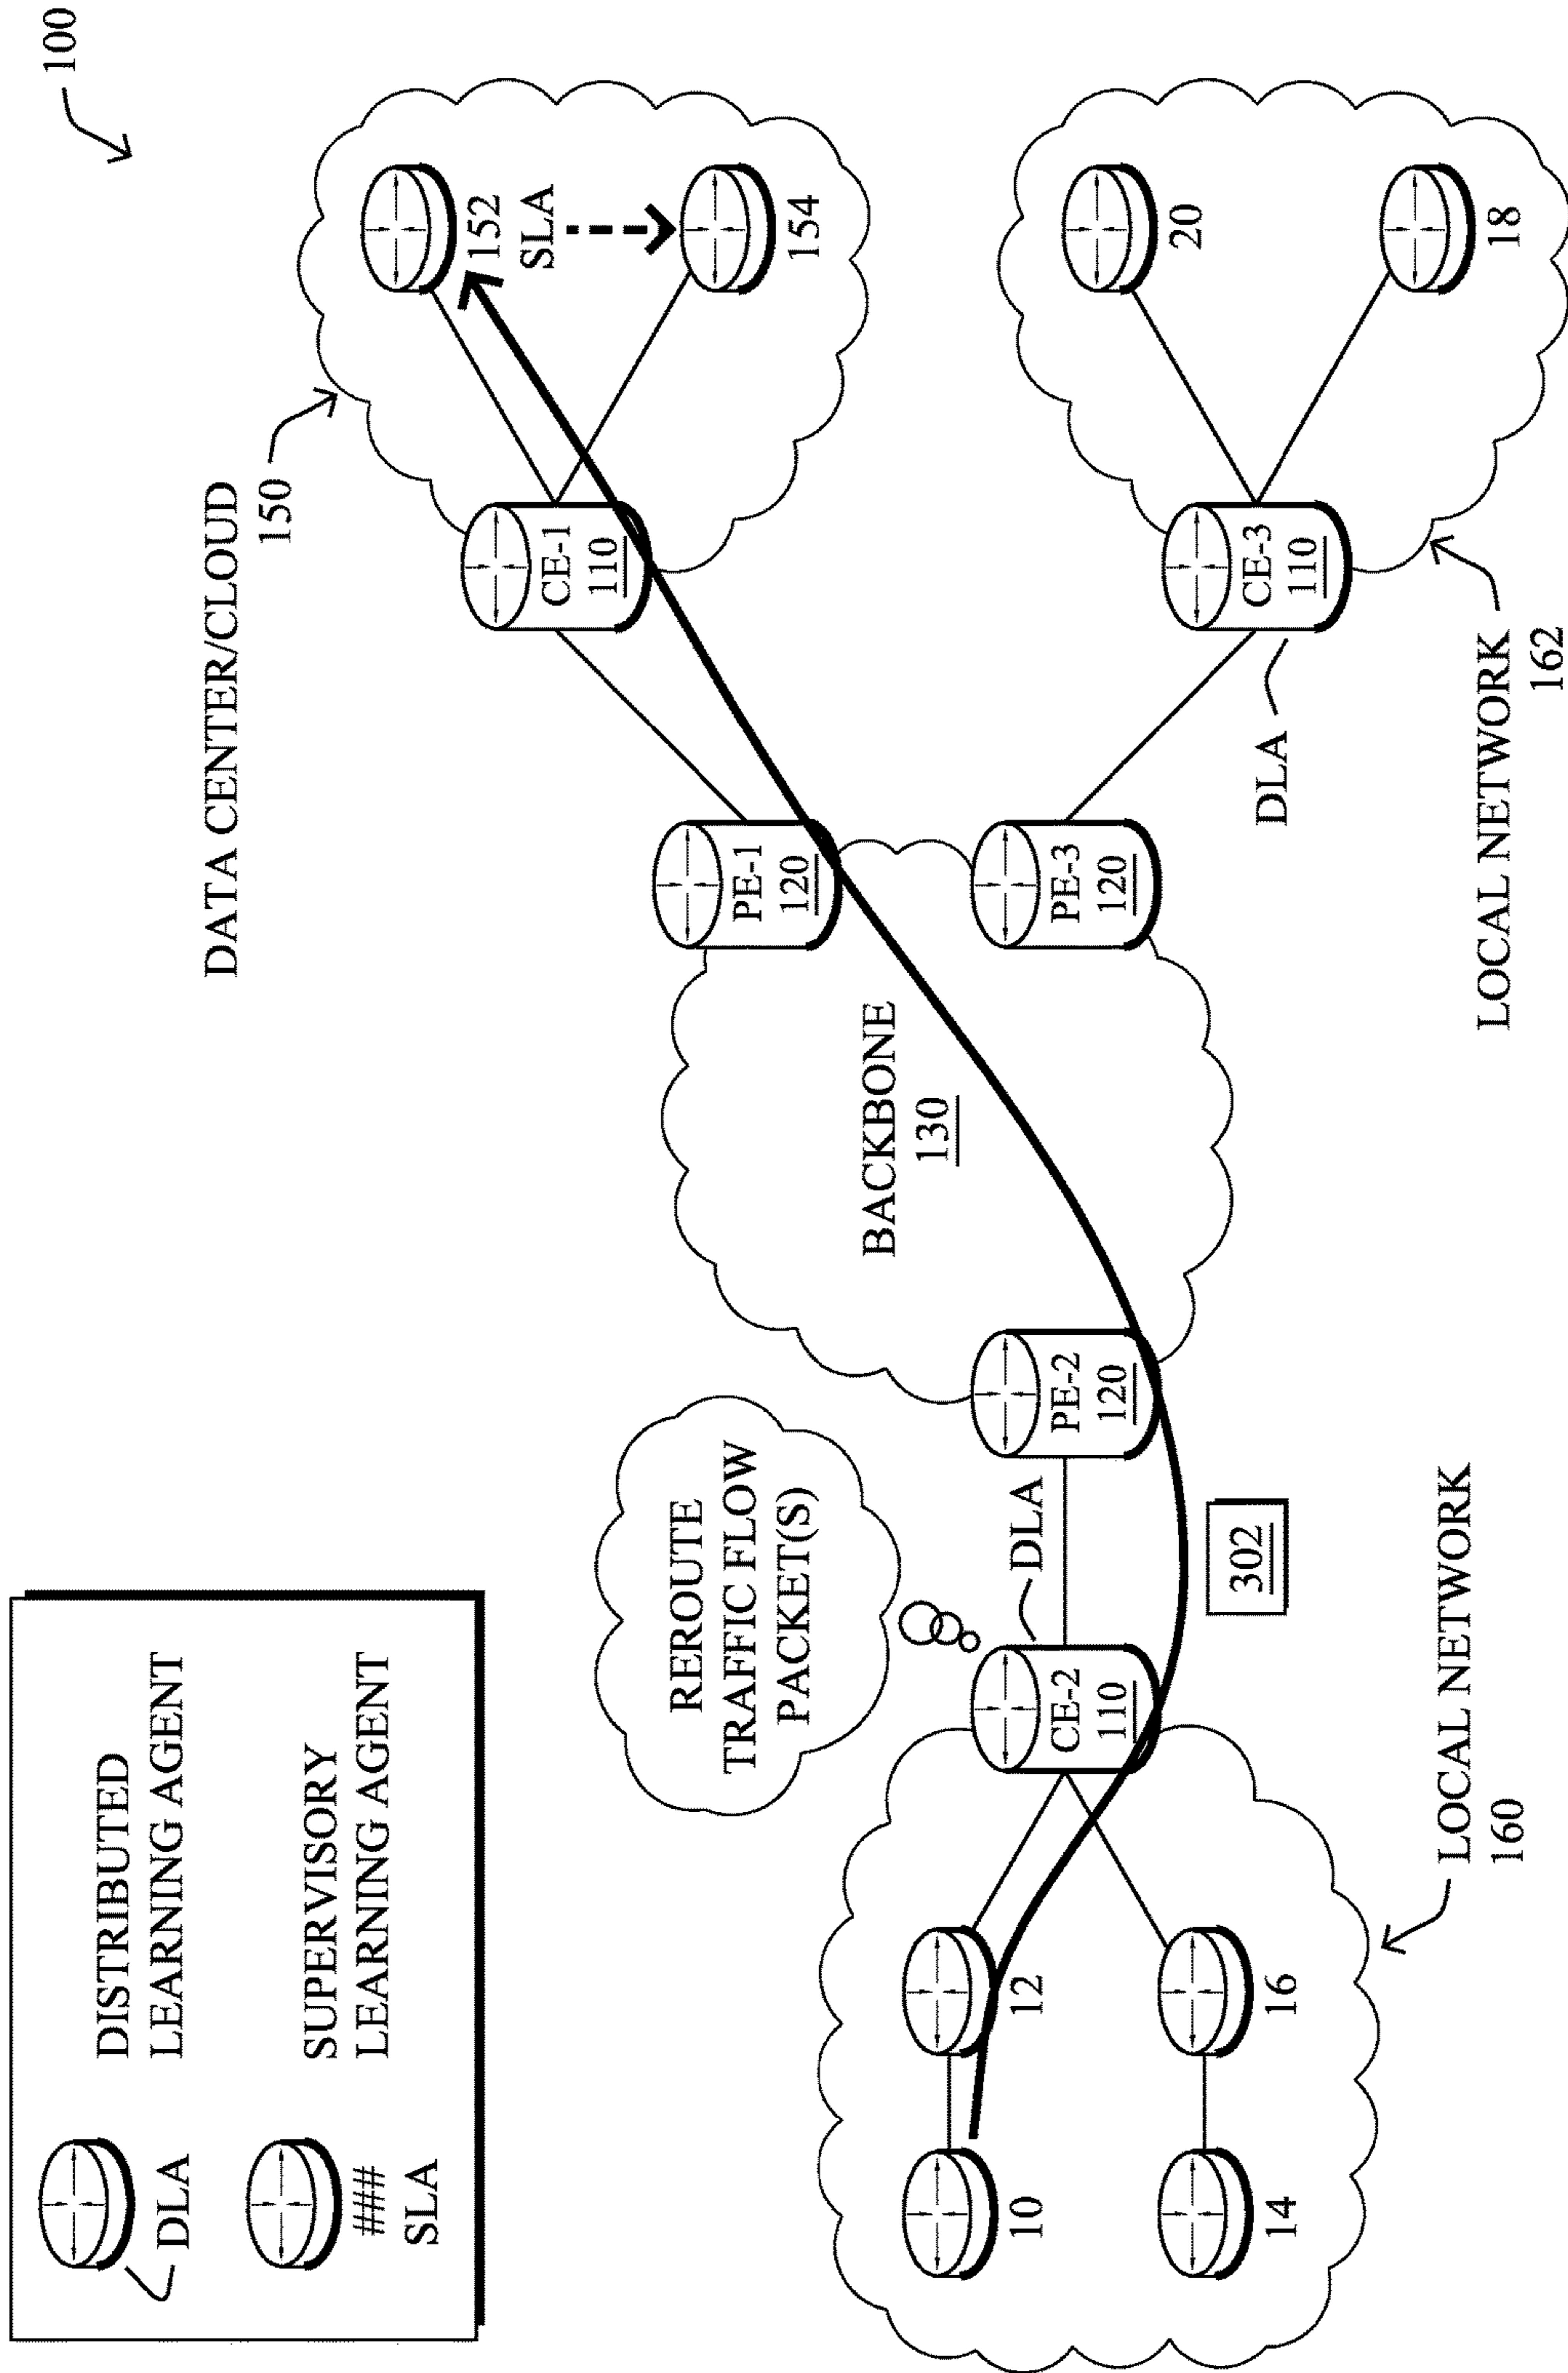 100
DISTRIBUTED
LEARNING AGENT
DLA
SUPERVISORY
LEARNING AGENT
###
SLA
DATA CENTER/CLOUD
150
152
SLA
154
CE-1
110
PE-1
120
REROUTE
TRAFFIC FLOW
PACKET(S)
BACKBONE
130
DLA
10
12
14
16
CE-2
110
PE-2
120
PE-3
120
302
20
18
CE-3
110
DLA
LOCAL NETWORK
160
LOCAL NETWORK
162